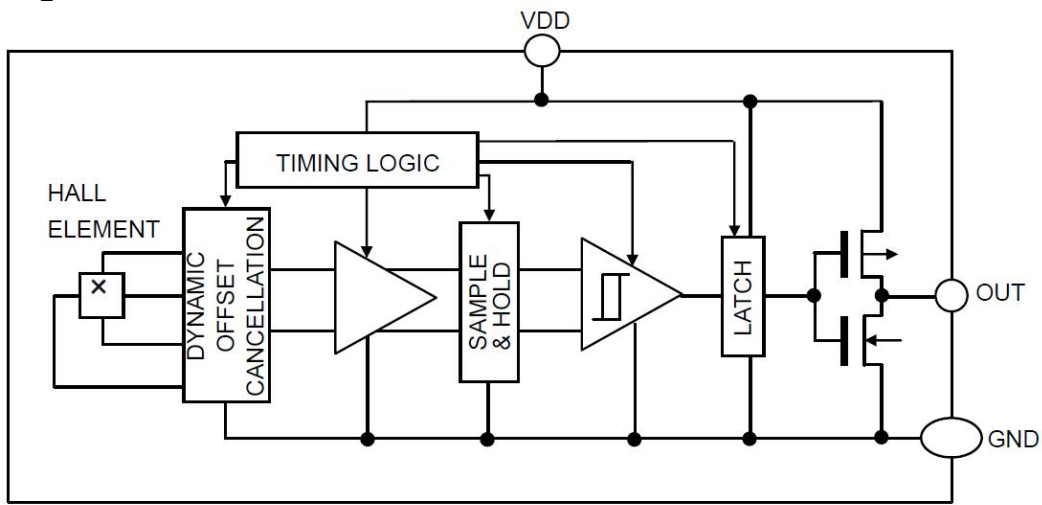 VDD
TIMING LOGIC
HALL
ELEMENT
DYNAMIC
OFFSET
CANCELLATION
SAMPLE
& HOLD
LATCH
OUT
GND